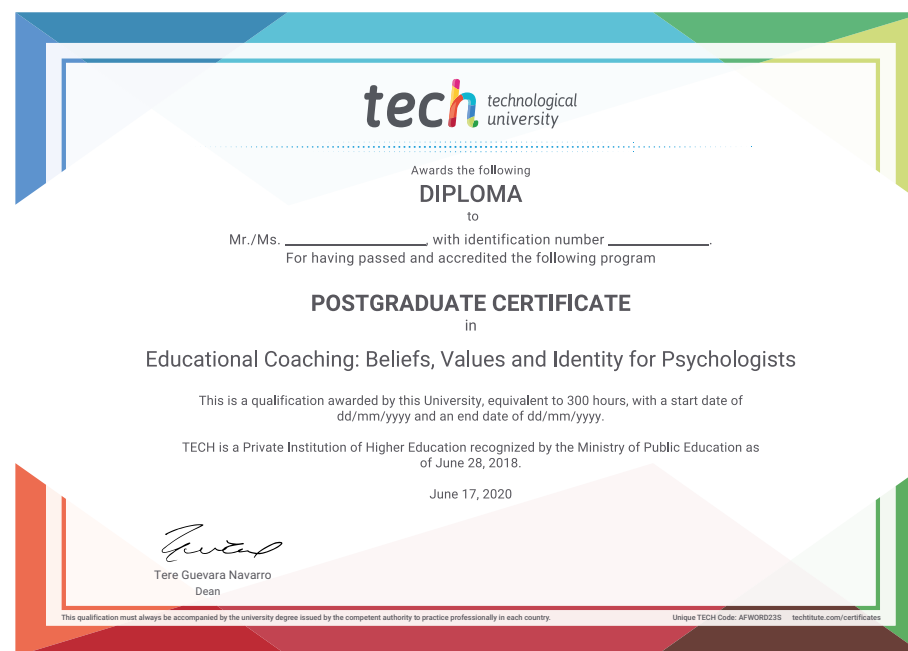 tech technological
university
Awards the following
DIPLOMA
to
Mr./Ms. ____________, with identification number ____________.
For having passed and accredited the following program
POSTGRADUATE CERTIFICATE
in
Educational Coaching: Beliefs, Values and Identity for Psychologists
This is a qualification awarded by this University, equivalent to 300 hours, with a start date of
dd/mm/yyyy and an end date of dd/mm/yyyy.
TECH is a Private Institution of Higher Education recognized by the Ministry of Public Education as
of June 28, 2018.
June 17, 2020
Tere Guevara Navarro
Dean
This qualification must always be accompanied by the university degree issued by the competent authority to practice professionally in each country. Unique TECH Code: AFWORD23S techtitute.com/certificates